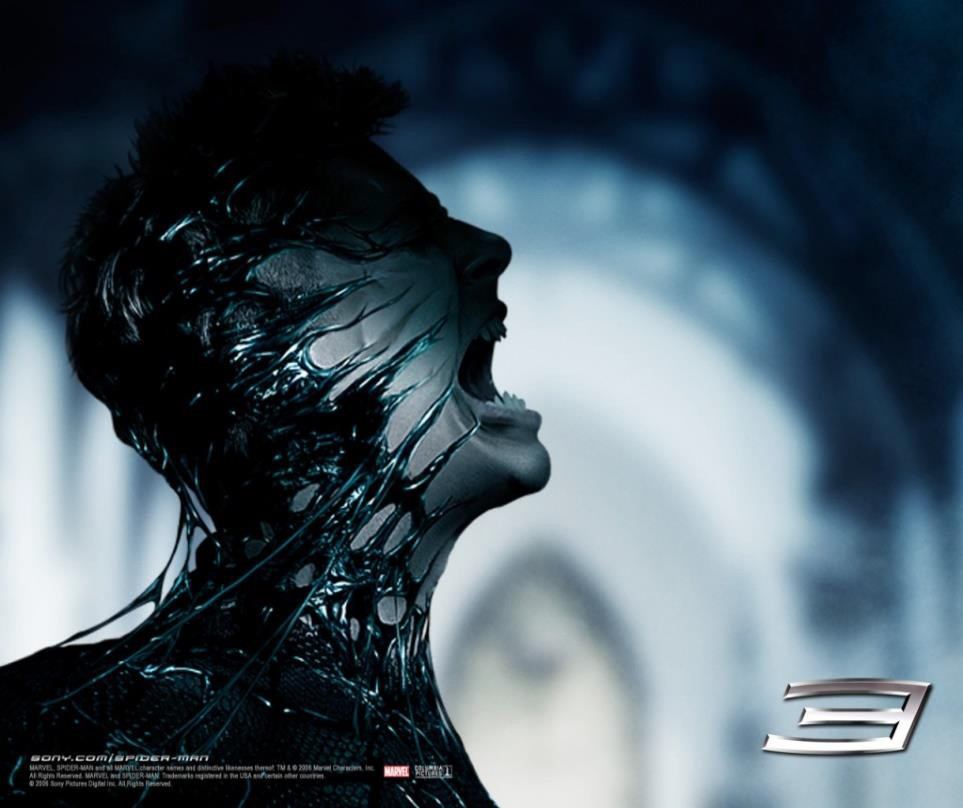 3
SONY.COM/SPIDER-MAN
MARVEL, SPIDER-MAN and all MARVEL character names and distinctive likenesses thereof: TM & © 2006 Marvel Characters, Inc.
All Rights Reserved. MARVEL and SPIDER-MAN: Trademarks registered in the USA and certain other countries.
© 2006 Sony Pictures Digital Inc. All Rights Reserved.
MARVEL
COLUMBIA
PICTURES